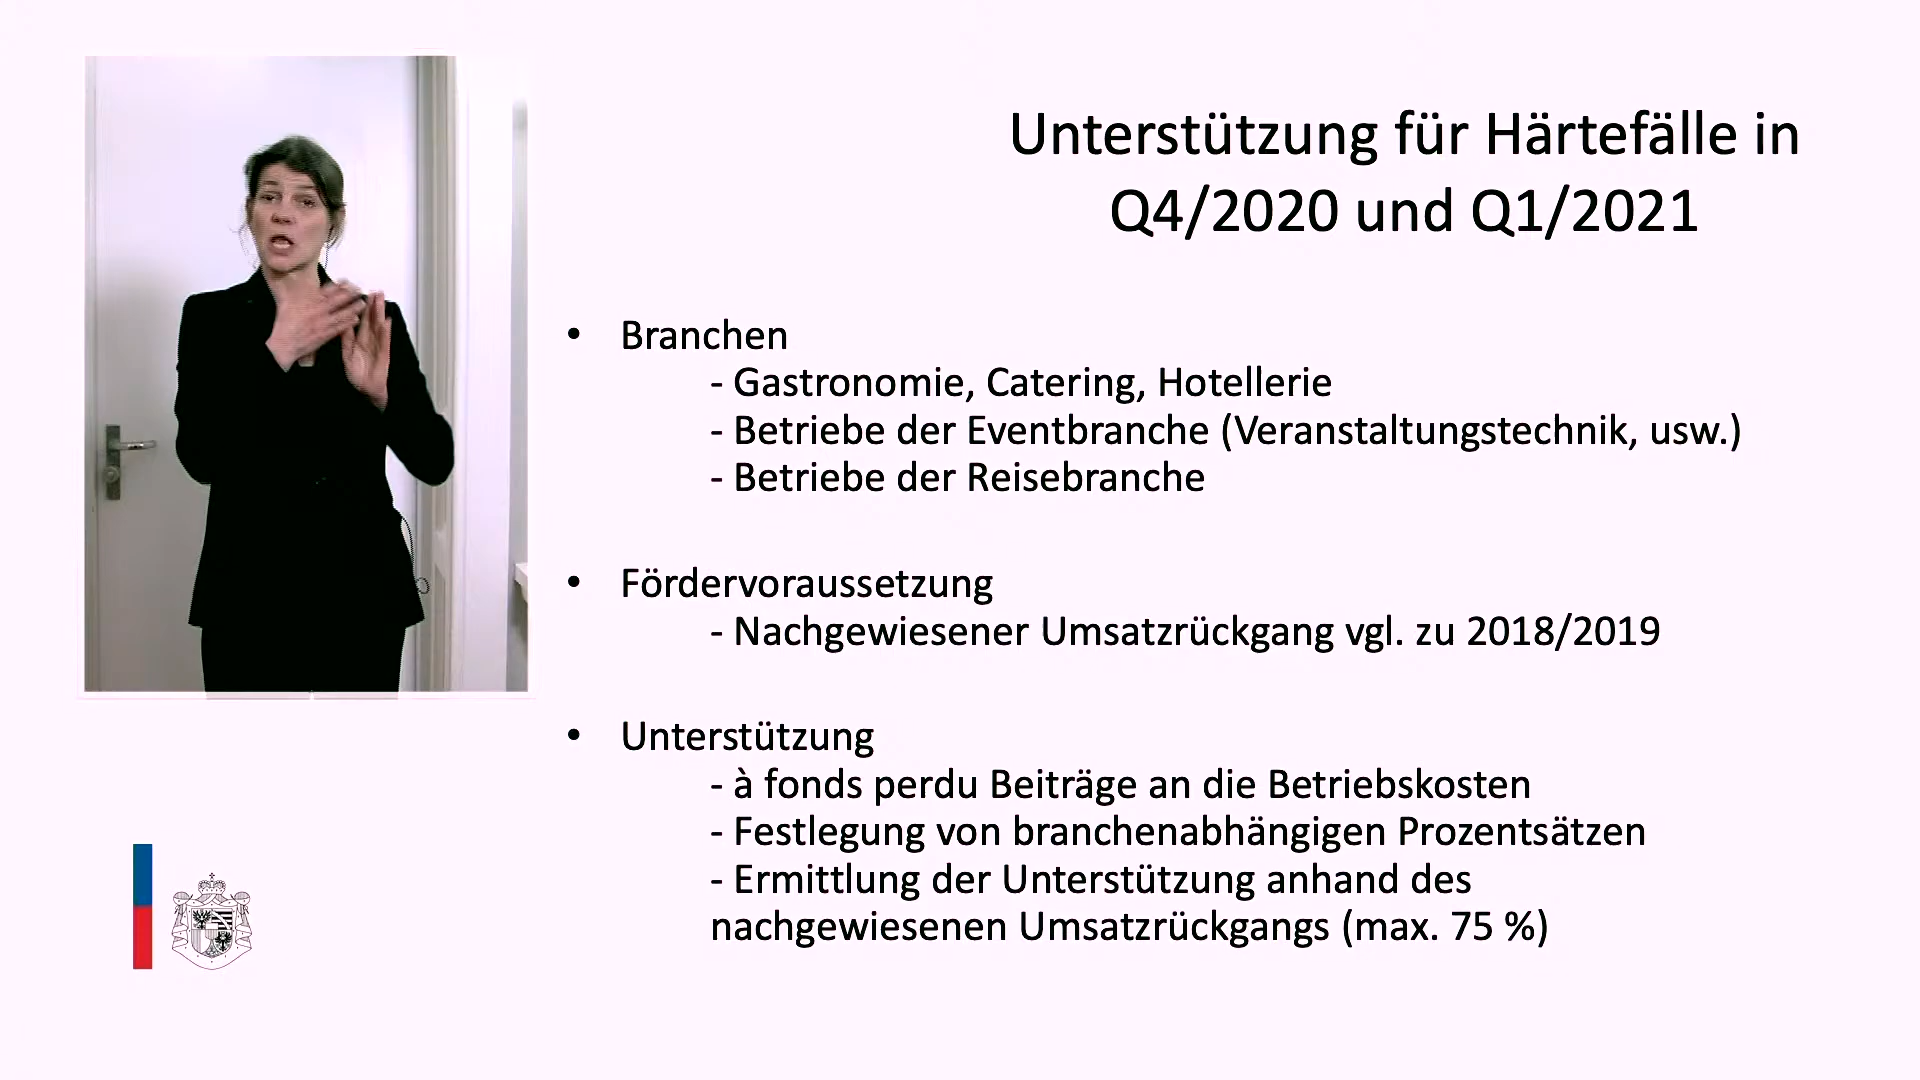 Unterstützung für Härtefälle in
Q4/2020 und Q1/2021
• Branchen
- Gastronomie, Catering, Hotellerie
- Betriebe der Eventbranche (Veranstaltungstechnik, usw.)
- Betriebe der Reisebranche
• Fördervoraussetzung
- Nachgewiesener Umsatzrückgang vgl. zu 2018/2019
• Unterstützung
- à fonds perdu Beiträge an die Betriebskosten
- Festlegung von branchenabhängigen Prozentsätzen
- Ermittlung der Unterstützung anhand des
nachgewiesenen Umsatzrückgangs (max. 75 %)